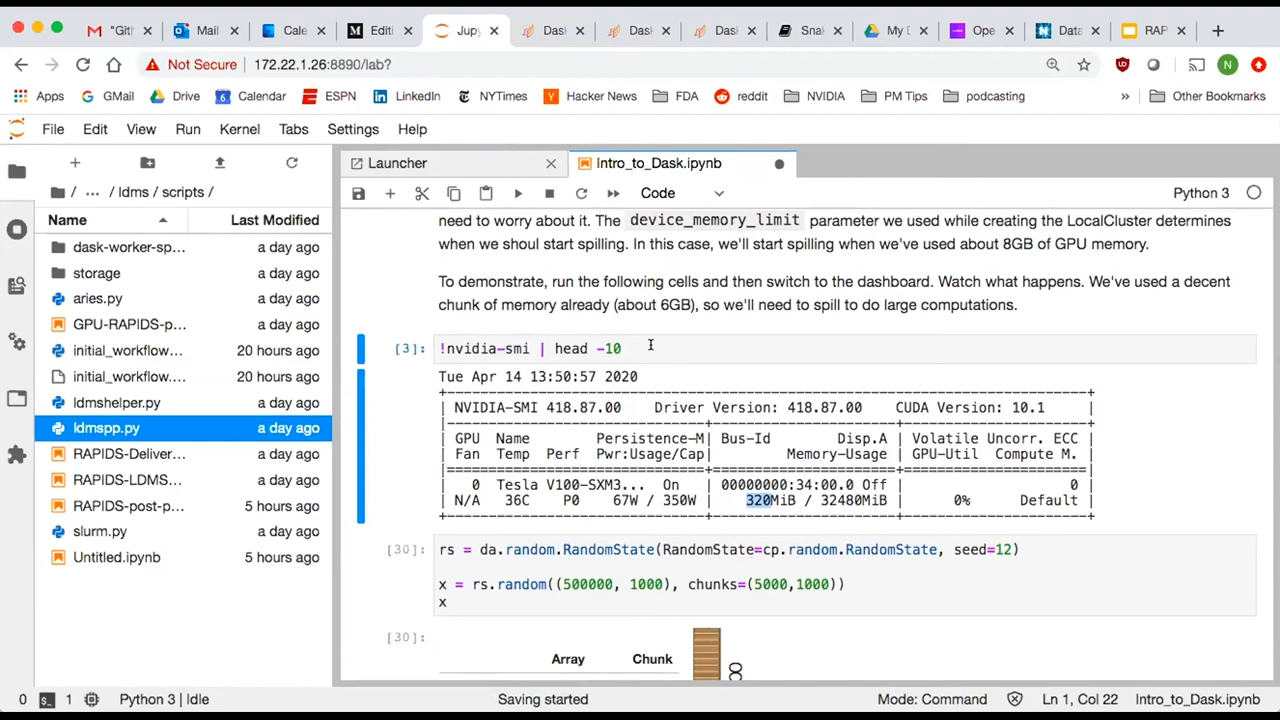 "Gith
Mail
Cale
Editi
Jupy
Dask
Dask
Dask
Snak
My D
Ope
Data
RAP
Not Secure
172.22.1.26:8890/lab?
N
Apps
GMail
Drive
Calendar
ESPN
LinkedIn
NYTimes
Hacker News
FDA
reddit
NVIDIA
PM Tips
podcasting
»
Other Bookmarks
File Edit View Run Kernel Tabs Settings Help
Launcher
Intro_to_Dask.ipynb
/ ... / ldms / scripts /
Code
Python 3
Name Last Modified
dask-worker-sp... a day ago
storage a day ago
aries.py a day ago
GPU-RAPIDS-p... a day ago
initial_workflow... 20 hours ago
initial_workflow.... 20 hours ago
ldmshelper.py a day ago
ldmspp.py a day ago
RAPIDS-Deliver... a day ago
RAPIDS-LDMS... a day ago
RAPIDS-post-p... 5 hours ago
slurm.py a day ago
Untitled.ipynb 5 hours ago
need to worry about it. The device_memory_limit parameter we used while creating the LocalCluster determines
when we shoul start spilling. In this case, we'll start spilling when we've used about 8GB of GPU memory.
To demonstrate, run the following cells and then switch to the dashboard. Watch what happens. We've used a decent
chunk of memory already (about 6GB), so we'll need to spill to do large computations.
[3]: !nvidia-smi | head -10
Tue Apr 14 13:50:57 2020
+-----------------------------------------------------------------------------+
| NVIDIA-SMI 418.87.00    Driver Version: 418.87.00    CUDA Version: 10.1     |
|-------------------------------+----------------------+----------------------+
| GPU  Name        Persistence-M| Bus-Id        Disp.A | Volatile Uncorr. ECC |
| Fan  Temp  Perf  Pwr:Usage/Cap|         Memory-Usage | GPU-Util  Compute M. |
|===============================+======================+======================|
|   0  Tesla V100-SXM3...  On   | 00000000:34:00.0 Off |                    0 |
| N/A   36C    P0    67W / 350W |    320MiB / 32480MiB |      0%      Default |
+-------------------------------+----------------------+----------------------+
[30]: rs = da.random.RandomState(RandomState=cp.random.RandomState, seed=12)
x = rs.random((500000, 1000), chunks=(5000,1000))
x
[30]:
Array Chunk
0
1
Python 3 | Idle
Saving started
Mode: Command
Ln 1, Col 22
Intro_to_Dask.ipynb